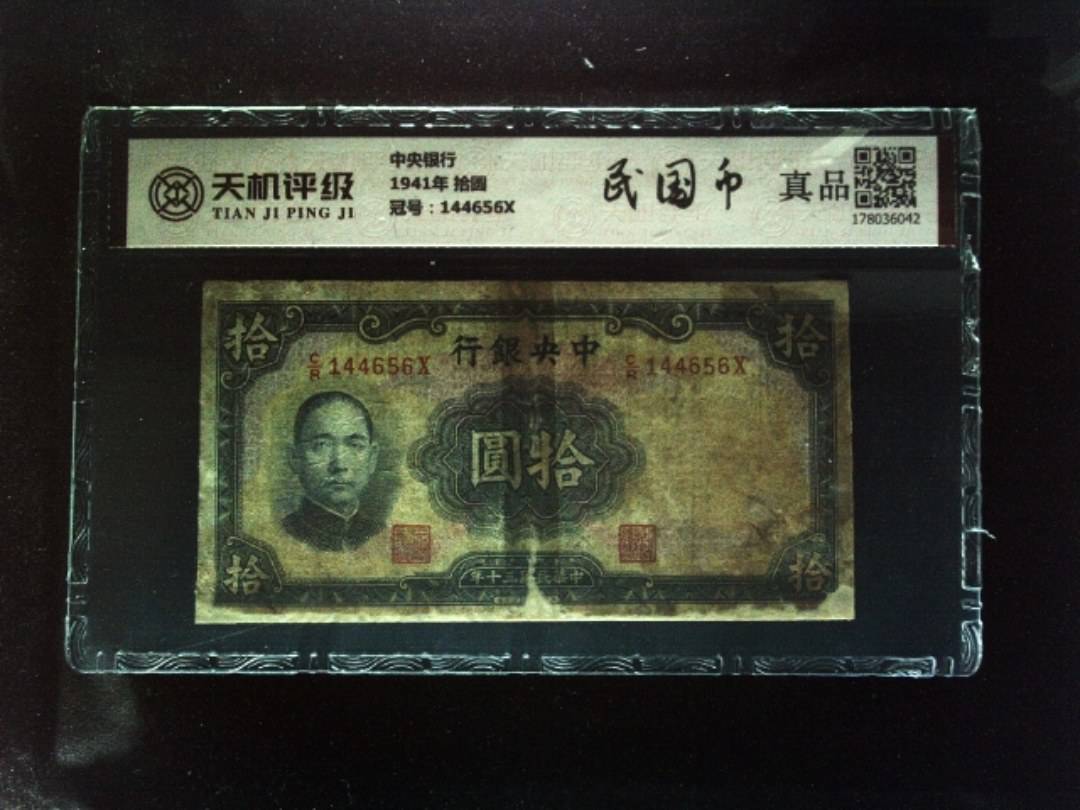 天机评级
TIAN JI PING JI
中央银行
1941年 拾圆
冠号：144656X
民国币
真品
178036042
拾
拾
行銀央中
C/R 144656X
C/R 144656X
圓拾
拾
拾